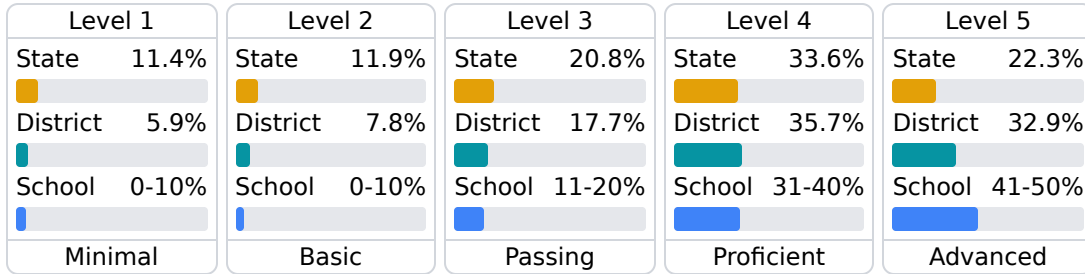 Level 1
State 11.4%
District 5.9%
School 0-10%
Minimal
Level 2
State 11.9%
District 7.8%
School 0-10%
Basic
Level 3
State 20.8%
District 17.7%
School 11-20%
Passing
Level 4
State 33.6%
District 35.7%
School 31-40%
Proficient
Level 5
State 22.3%
District 32.9%
School 41-50%
Advanced